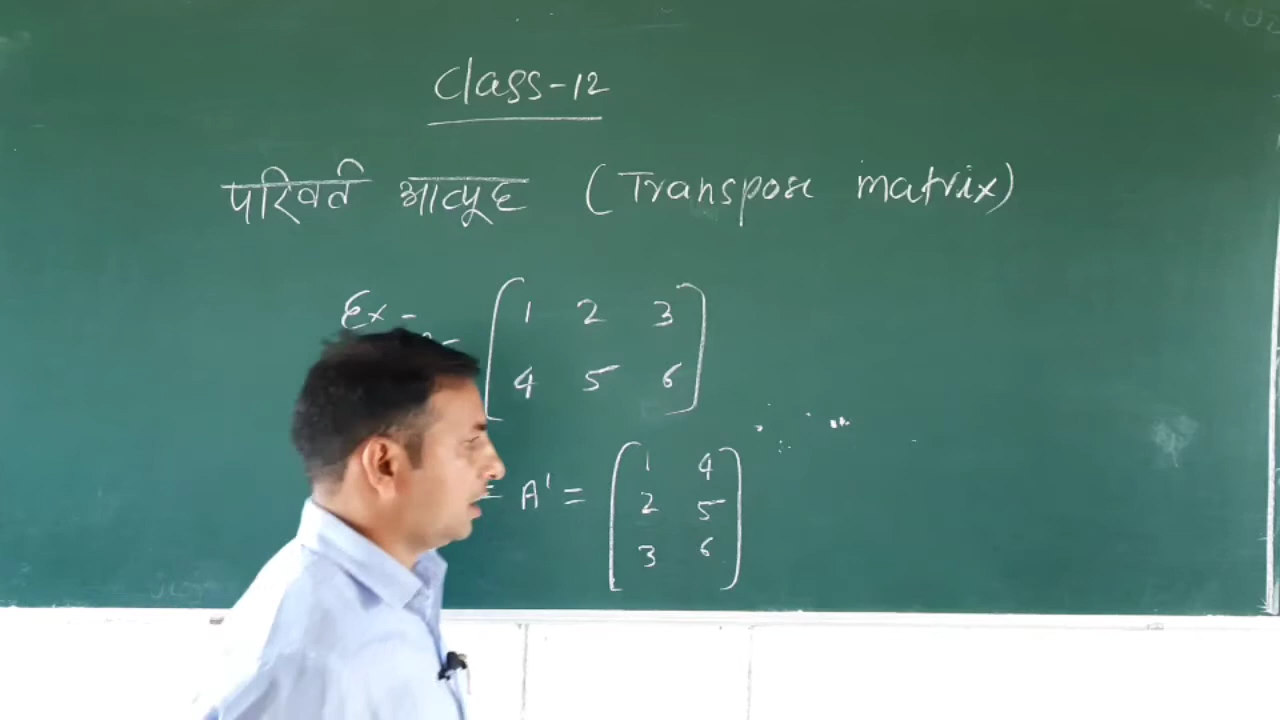 Class-12
परिवर्त आव्यूह (Transpose matrix)
Ex -
1 2 3
4 5 6
= A' =
1 4
2 5
3 6